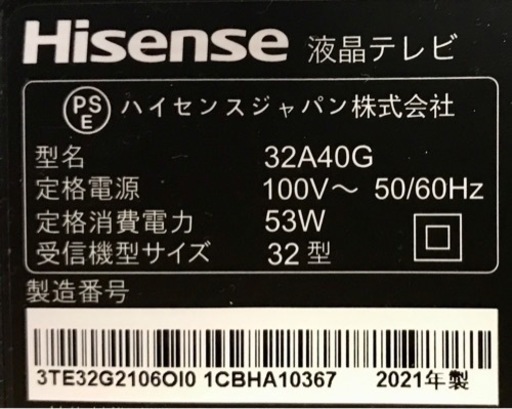 Hisense 液晶テレビ
PS
E ハイセンスジャパン株式会社
型名 32A40G
定格電源 100V～ 50/60Hz
定格消費電力 53W
受信機型サイズ 32型
製造番号
3TE32G2106OI0 1CBHA10367 2021年製